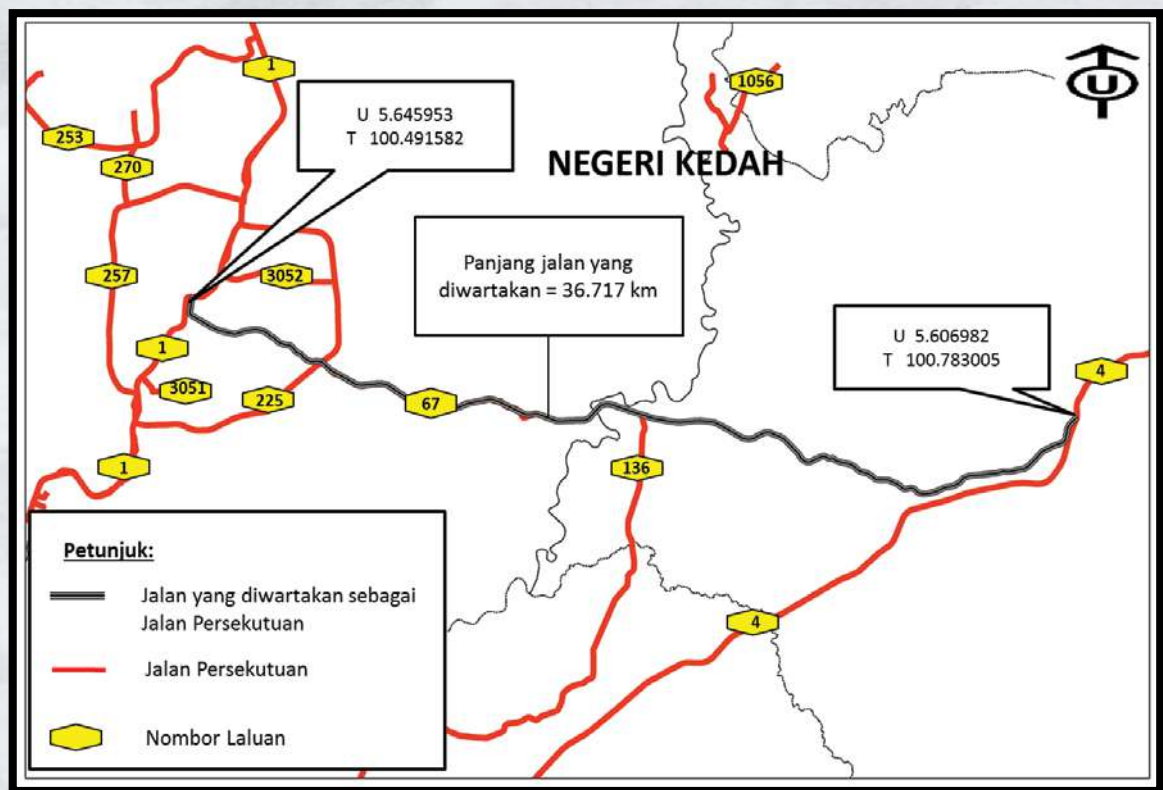 1
1056
U
U 5.645953
T 100.491582
253
270
NEGERI KEDAH
257
3052
Panjang jalan yang
diwartakan = 36.717 km
U 5.606982
T 100.783005
1
4
3051
225
67
1
136
4
Petunjuk:
Jalan yang diwartakan sebagai
Jalan Persekutuan
Jalan Persekutuan
Nombor Laluan